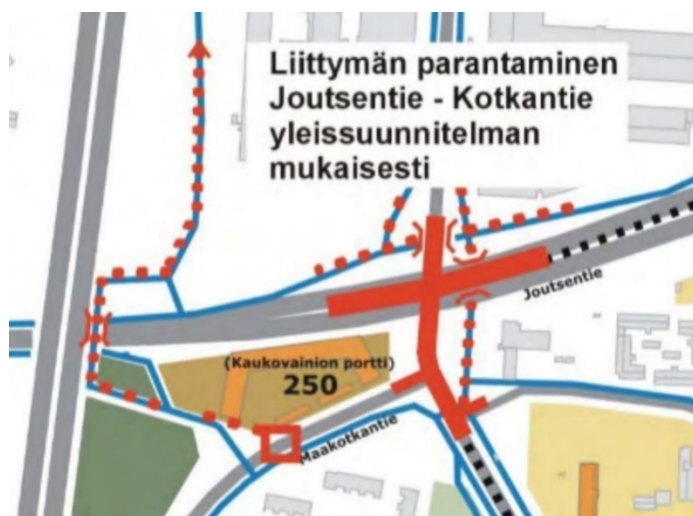 Liittymän parantaminen
Joutsentie - Kotkantie
yleissuunnitelman
mukaisesti
Joutsentie
(Kaukovainion portti)
250
Maakotkantie